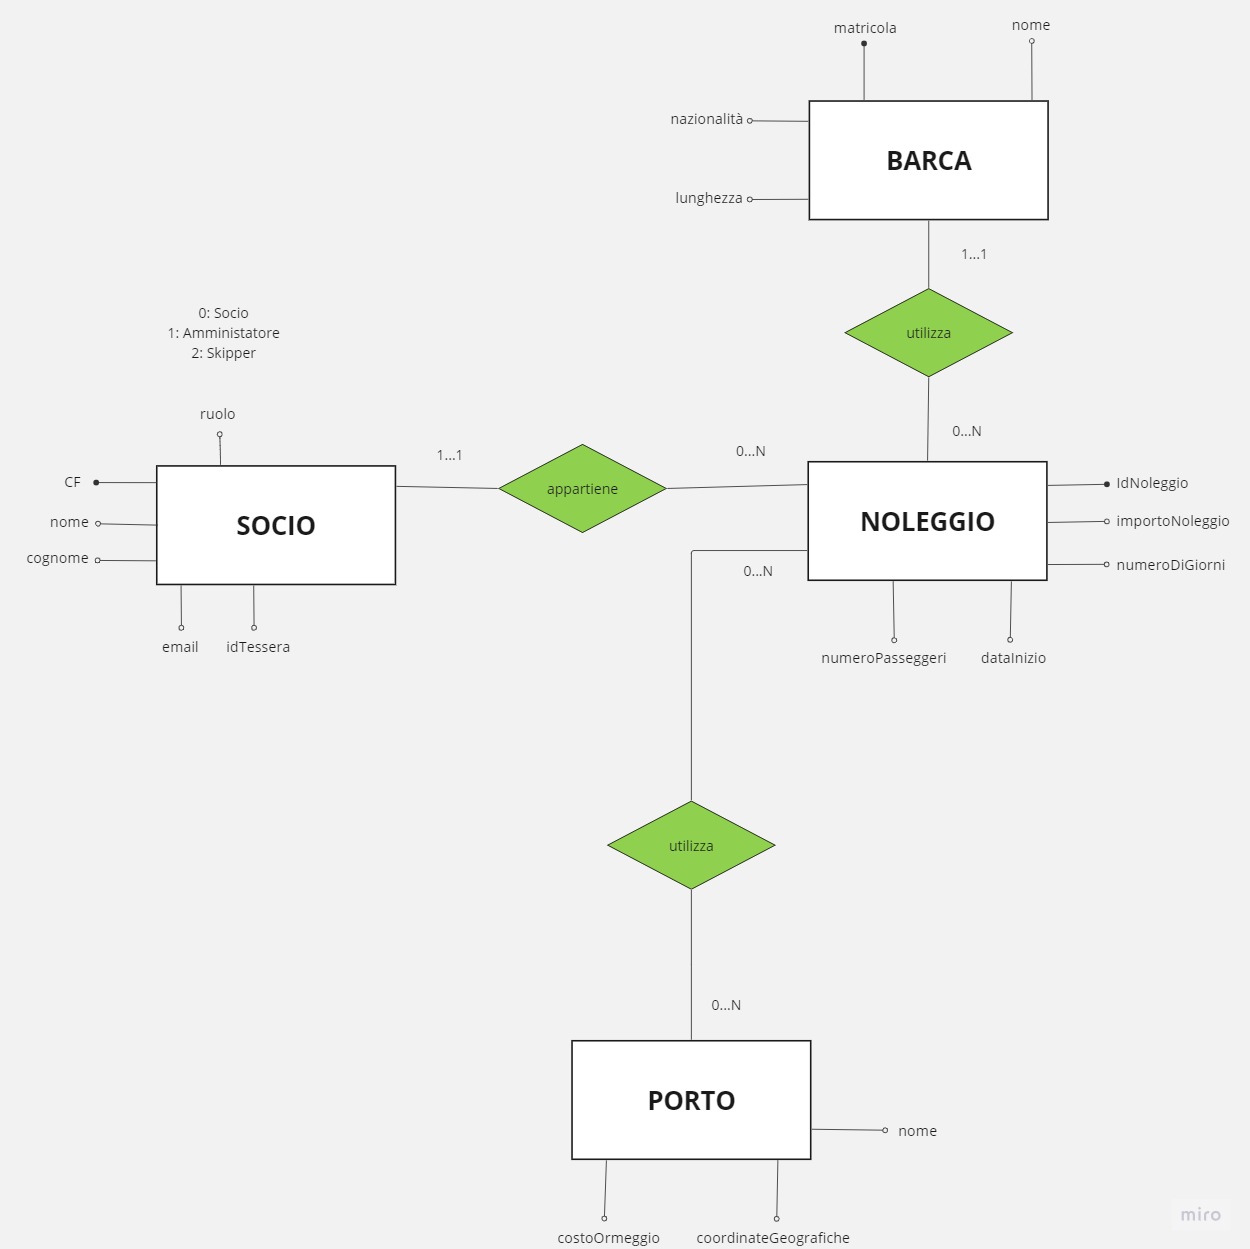 matricola
nome
nazionalità
BARCA
lunghezza
1...1
0: Socio
1: Amministatore
2: Skipper
utilizza
ruolo
0...N
1...1
0...N
CF
IdNoleggio
appartiene
nome
SOCIO
NOLEGGIO
importoNoleggio
cognome
0...N
numeroDiGiorni
email
idTessera
numeroPasseggeri
dataInizio
utilizza
0...N
PORTO
nome
costoOrmeggio
coordinateGeografiche
miro